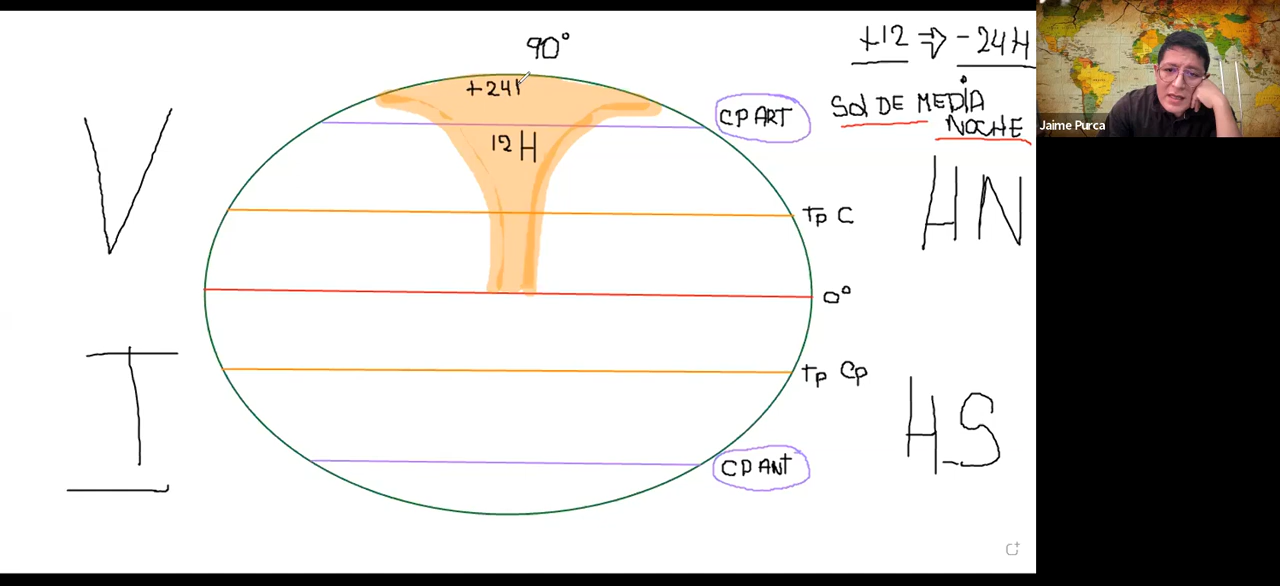 90°
+12 ⇒ -24H
+24H
SOL DE MEDIA
NOCHE
Jaime Purca
CP ART
12 H
V
HN
Tp C
0°
I
Tp Cp
HS
CP ANT